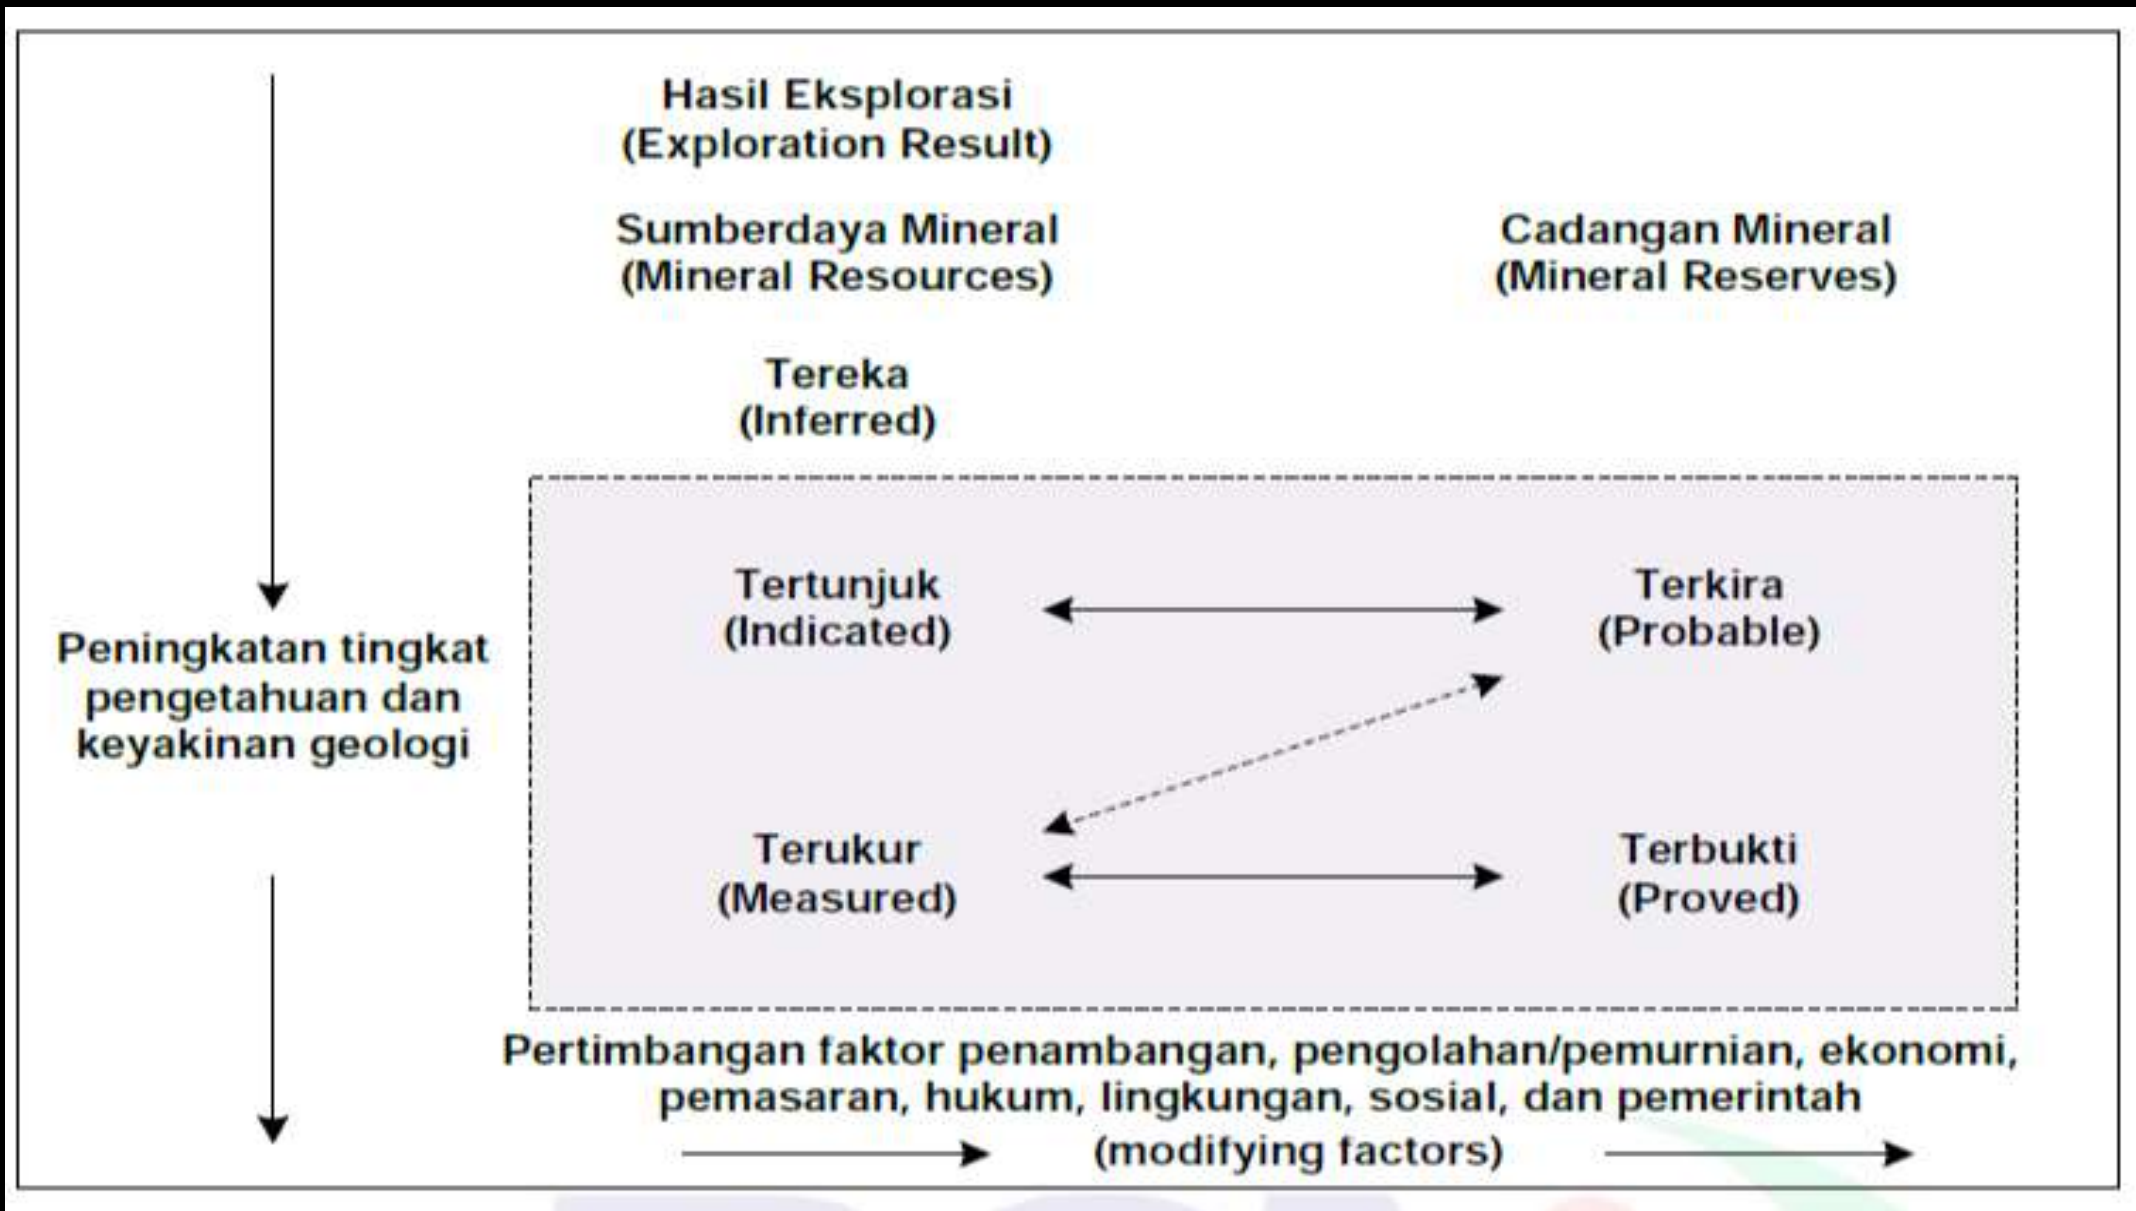 Hasil Eksplorasi
(Exploration Result)
Sumberdaya Mineral
(Mineral Resources)
Cadangan Mineral
(Mineral Reserves)
Tereka
(Inferred)
Tertunjuk
(Indicated)
Terkira
(Probable)
Peningkatan tingkat
pengetahuan dan
keyakinan geologi
Terukur
(Measured)
Terbukti
(Proved)
Pertimbangan faktor penambangan, pengolahan/pemurnian, ekonomi,
pemasaran, hukum, lingkungan, sosial, dan pemerintah
(modifying factors)